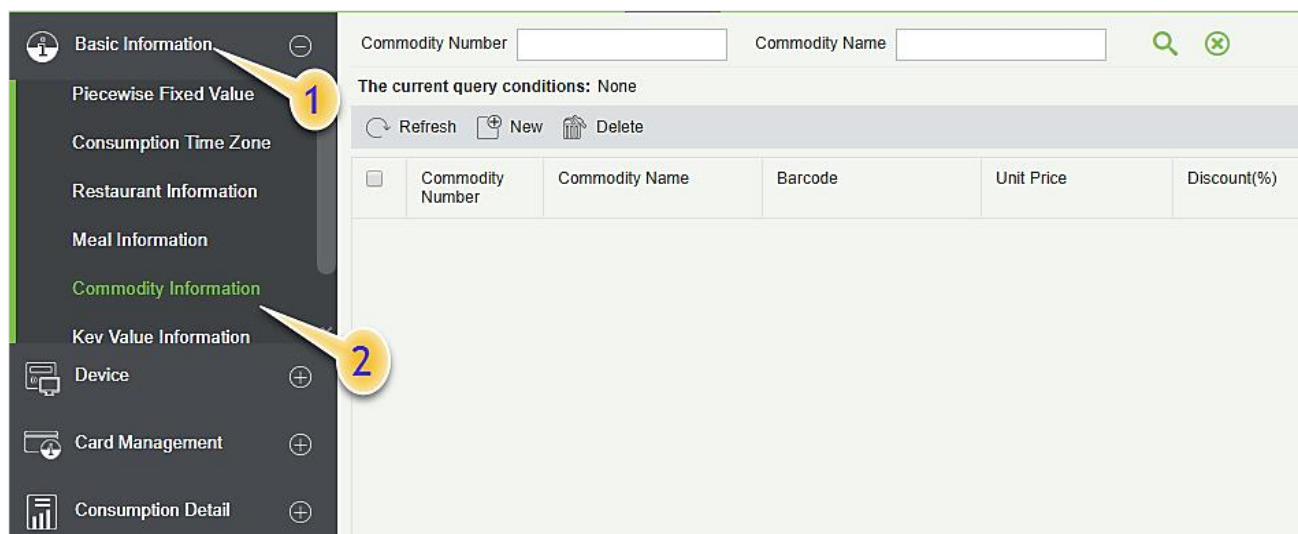 Basic Information
Piecewise Fixed Value
Consumption Time Zone
Restaurant Information
Meal Information
Commodity Information
Key Value Information
Device
Card Management
Consumption Detail
1
2
Commodity Number
Commodity Name
The current query conditions: None
Refresh New Delete
Commodity Number Commodity Name Barcode Unit Price Discount(%)